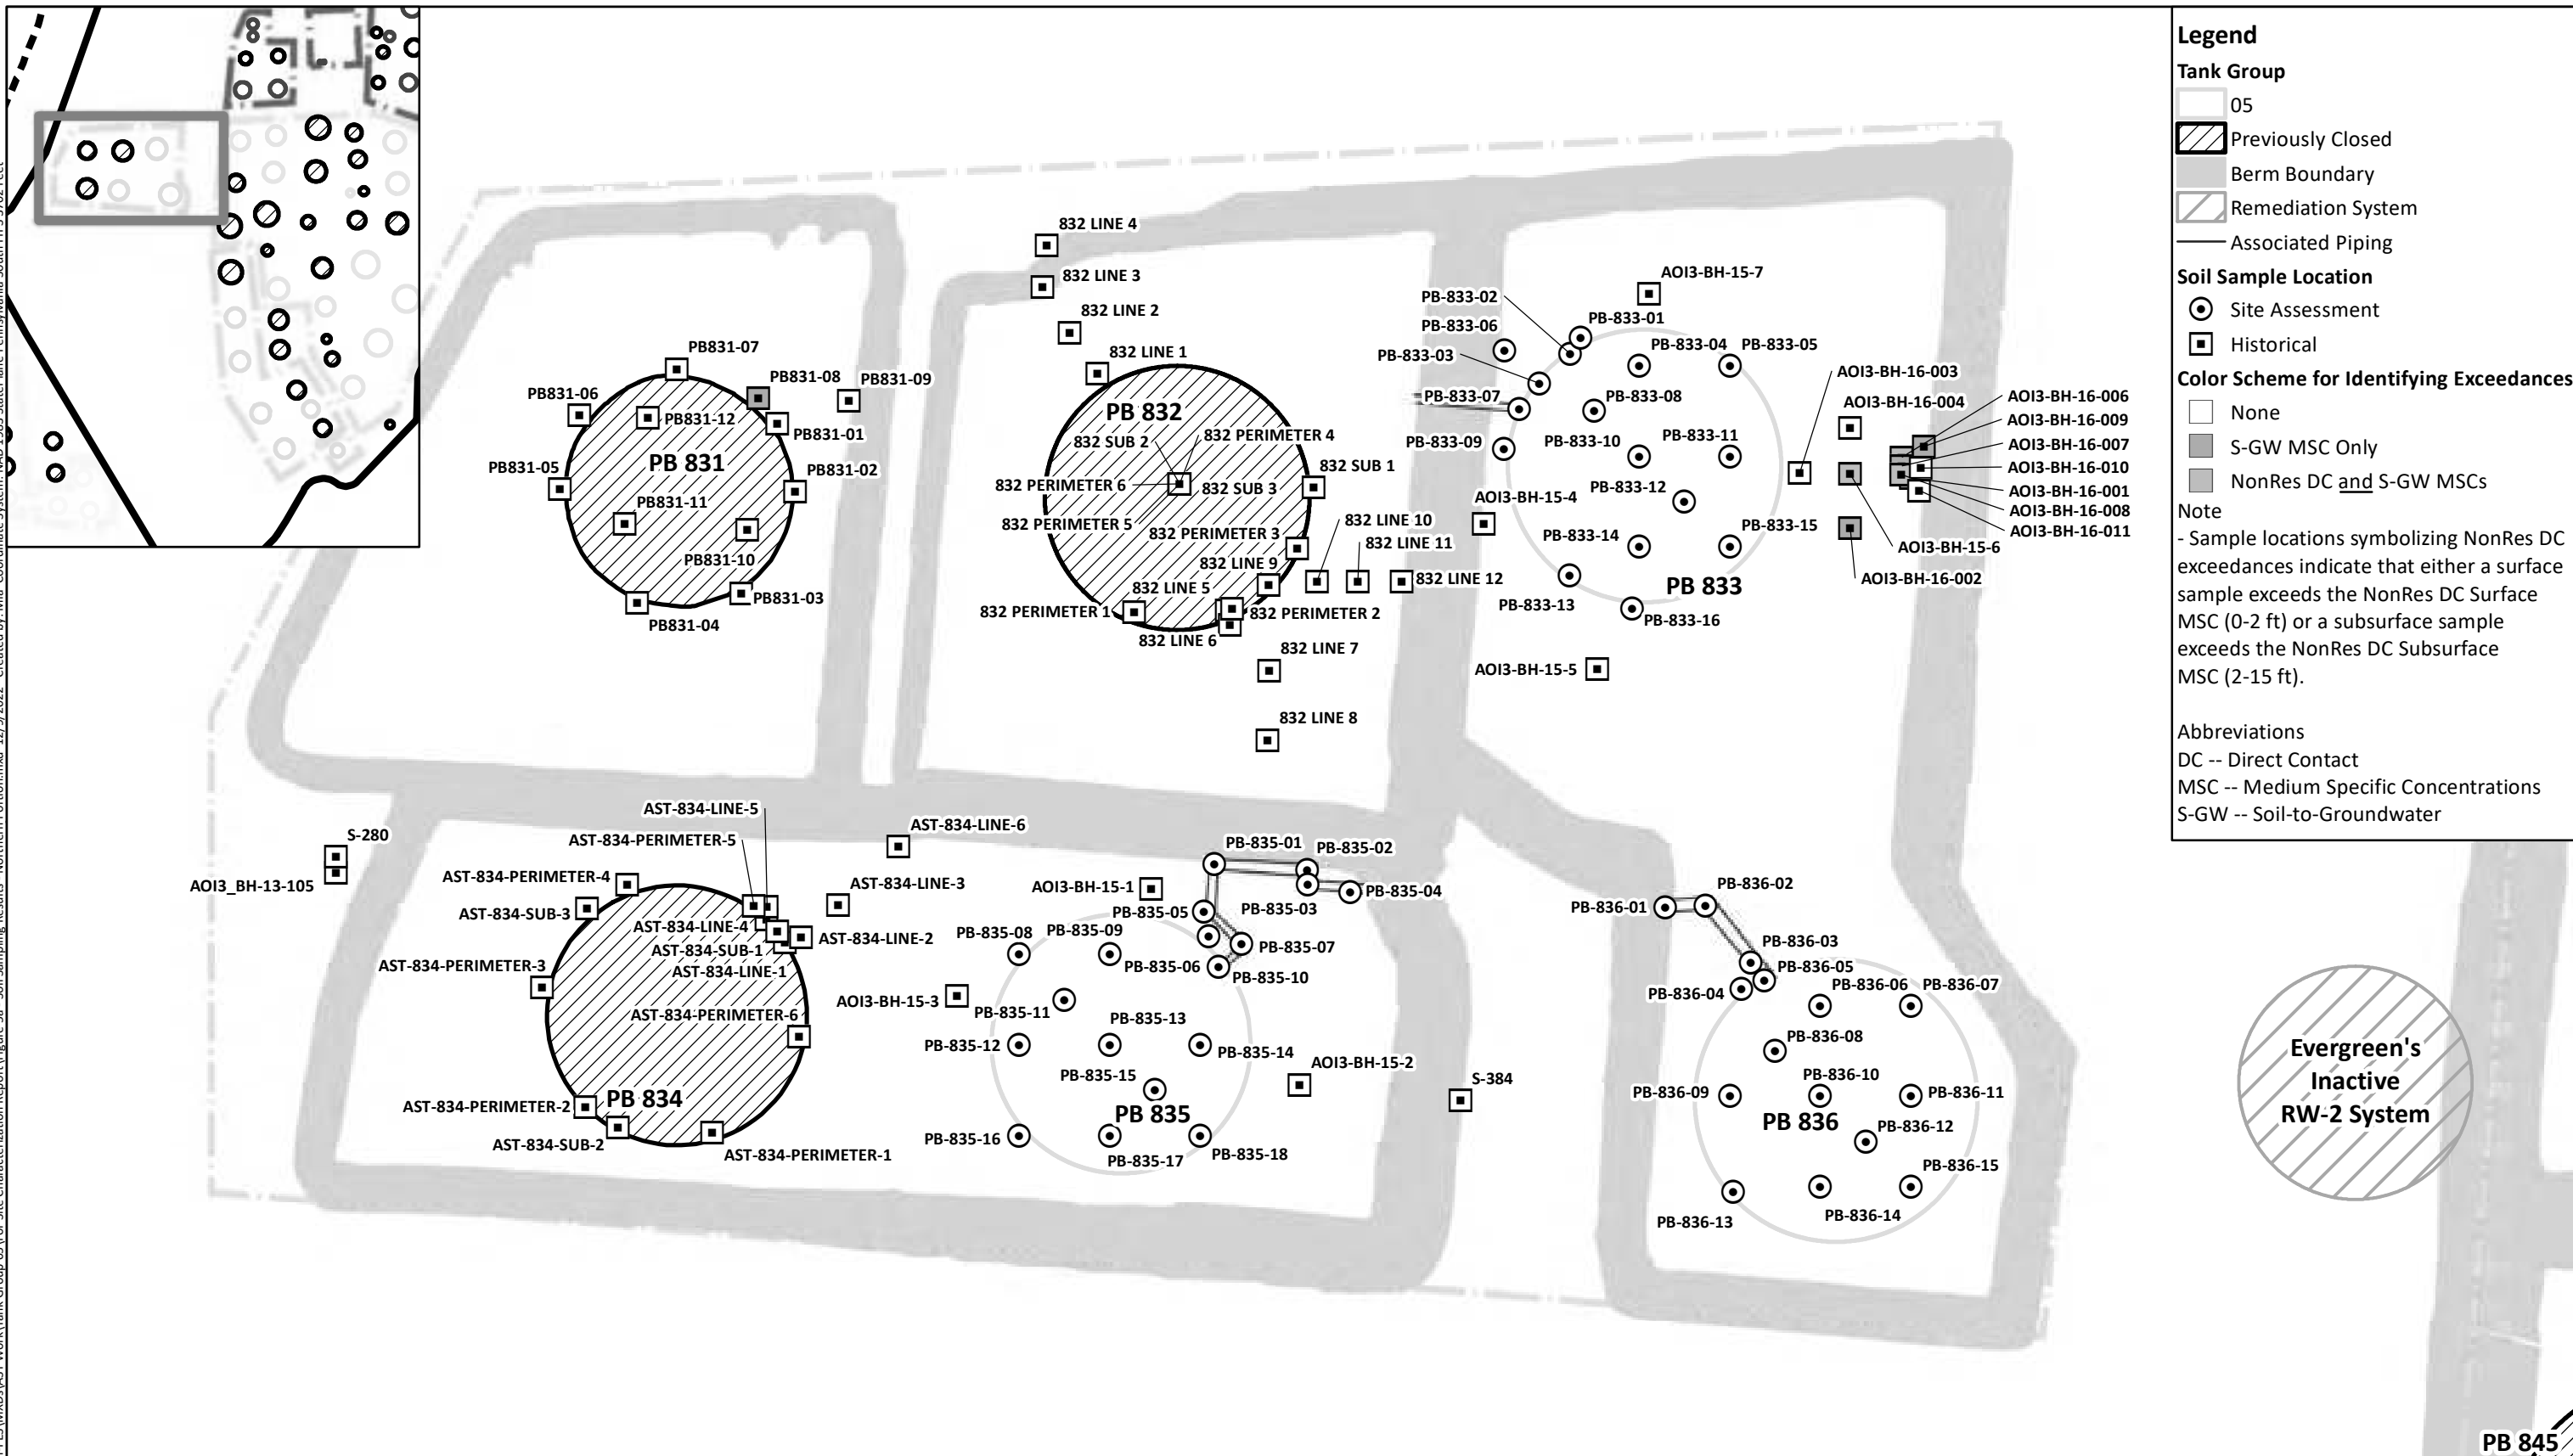 Legend
Tank Group
05
Previously Closed
Berm Boundary
Remediation System
Associated Piping
Soil Sample Location
Site Assessment
Historical
Color Scheme for Identifying Exceedances
None
S-GW MSC Only
NonRes DC and S-GW MSCs
Note
- Sample locations symbolizing NonRes DC
exceedances indicate that either a surface
sample exceeds the NonRes DC Surface
MSC (0-2 ft) or a subsurface sample
exceeds the NonRes DC Subsurface
MSC (2-15 ft).
Abbreviations
DC -- Direct Contact
MSC -- Medium Specific Concentrations
S-GW -- Soil-to-Groundwater
832 LINE 4
832 LINE 3
832 LINE 2
832 LINE 1
PB831-07
PB831-08
PB831-09
PB831-06
PB831-12
PB831-01
PB 831
PB831-05
PB831-02
PB831-11
PB831-10
PB831-03
PB831-04
PB 832
832 SUB 2
832 PERIMETER 4
832 SUB 1
832 PERIMETER 6
832 SUB 3
832 PERIMETER 5
832 PERIMETER 3
832 LINE 10
832 LINE 11
832 LINE 9
832 LINE 12
832 LINE 5
832 PERIMETER 1
832 PERIMETER 2
832 LINE 6
832 LINE 7
832 LINE 8
AOI3-BH-15-7
PB-833-02
PB-833-01
PB-833-06
PB-833-04
PB-833-05
PB-833-03
PB-833-07
PB-833-08
PB-833-09
PB-833-10
PB-833-11
PB-833-12
AOI3-BH-15-4
PB-833-14
PB-833-15
PB 833
PB-833-13
PB-833-16
AOI3-BH-15-5
AOI3-BH-16-003
AOI3-BH-16-004
AOI3-BH-16-006
AOI3-BH-16-009
AOI3-BH-16-007
AOI3-BH-16-010
AOI3-BH-16-001
AOI3-BH-16-008
AOI3-BH-16-011
AOI3-BH-15-6
AOI3-BH-16-002
S-280
AOI3_BH-13-105
AST-834-LINE-5
AST-834-PERIMETER-5
AST-834-LINE-6
AST-834-PERIMETER-4
AST-834-LINE-3
AST-834-SUB-3
AST-834-LINE-4
AST-834-LINE-2
AST-834-SUB-1
AST-834-PERIMETER-3
AST-834-LINE-1
AST-834-PERIMETER-6
PB 834
AST-834-PERIMETER-2
AST-834-SUB-2
AST-834-PERIMETER-1
PB-835-01
PB-835-02
AOI3-BH-15-1
PB-835-04
PB-835-05
PB-835-03
PB-835-08
PB-835-09
PB-835-07
PB-835-06
PB-835-10
AOI3-BH-15-3
PB-835-11
PB-835-13
PB-835-12
PB-835-14
AOI3-BH-15-2
PB-835-15
PB 835
PB-835-16
PB-835-17
PB-835-18
S-384
PB-836-02
PB-836-01
PB-836-03
PB-836-05
PB-836-04
PB-836-06
PB-836-07
PB-836-08
PB-836-10
PB-836-09
PB-836-11
PB 836
PB-836-12
PB-836-15
PB-836-14
PB-836-13
Evergreen's
Inactive
RW-2 System
PB 845